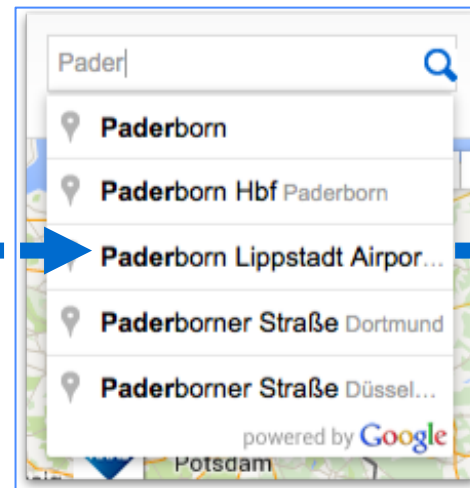 Pader
Paderborn
Paderborn Hbf Paderborn
Paderborn Lippstadt Airpor...
Paderborner Straße Dortmund
Paderborner Straße Düssel...
powered by Google
Potsdam